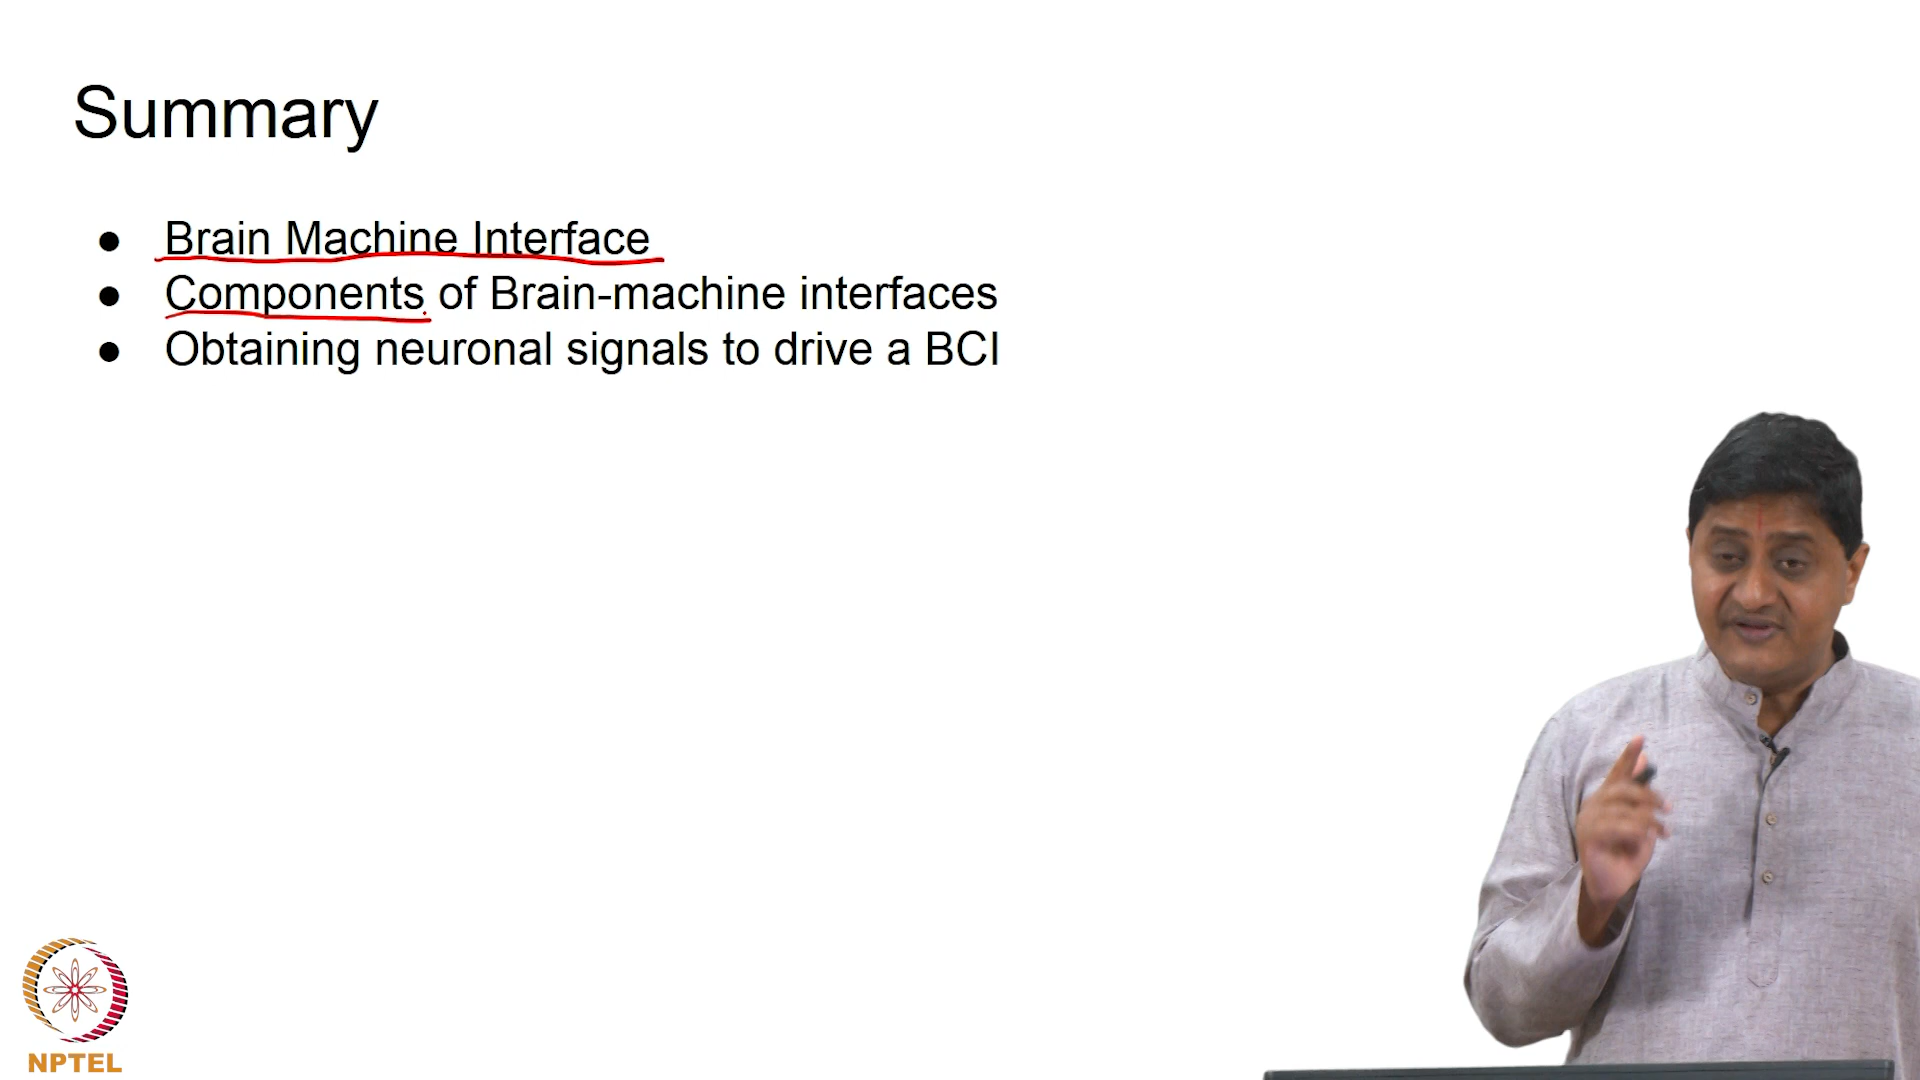 Summary
● Brain Machine Interface
● Components of Brain-machine interfaces
● Obtaining neuronal signals to drive a BCI
NPTEL